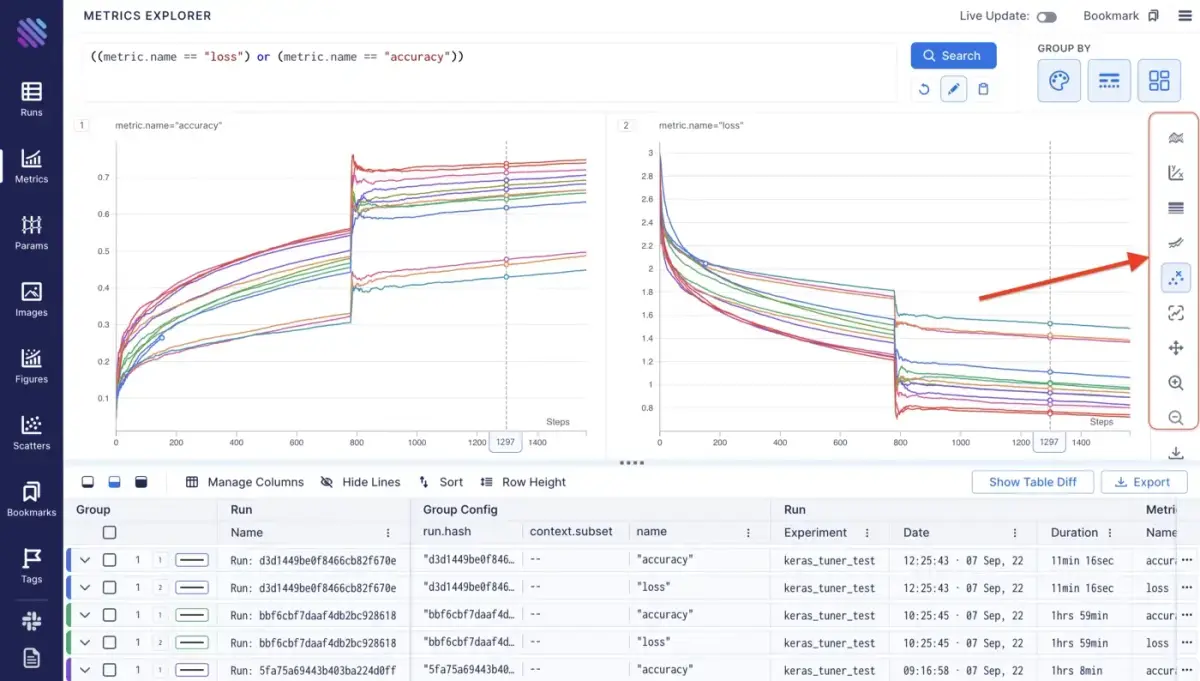 METRICS EXPLORER
Live Update:
Bookmark
((metric.name == "loss") or (metric.name == "accuracy"))
Search
GROUP BY
Runs
Metrics
Params
Images
Figures
Scatters
Bookmarks
Tags
1 metric.name="accuracy"
0.7
0.6
0.5
0.4
0.3
0.2
0.1
Steps
0 200 400 600 800 1000 1200 1297 1400
2 metric.name="loss"
3
2.8
2.6
2.4
2.2
2
1.8
1.6
1.4
1.2
1
0.8
Steps
0 200 400 600 800 1000 1200 1297 1400
Manage Columns Hide Lines Sort Row Height Show Table Diff Export
Group Run Group Config Run Metri
Name run.hash context.subset name Experiment Date Duration Name
1 1 Run: d3d1449be0f8466cb82f670e "d3d1449be0f846… -- "accuracy" keras_tuner_test 12:25:43 · 07 Sep, 22 11min 16sec accur
1 2 Run: d3d1449be0f8466cb82f670e "d3d1449be0f846… -- "loss" keras_tuner_test 12:25:43 · 07 Sep, 22 11min 16sec loss
1 1 Run: bbf6cbf7daaf4db2bc928618 "bbf6cbf7daaf4d… -- "accuracy" keras_tuner_test 10:25:45 · 07 Sep, 22 1hrs 59min accur
1 2 Run: bbf6cbf7daaf4db2bc928618 "bbf6cbf7daaf4d… -- "loss" keras_tuner_test 10:25:45 · 07 Sep, 22 1hrs 59min loss
1 1 Run: 5fa75a69443b403ba224d0ff "5fa75a69443b40… -- "accuracy" keras_tuner_test 09:16:58 · 07 Sep, 22 1hrs 8min accur